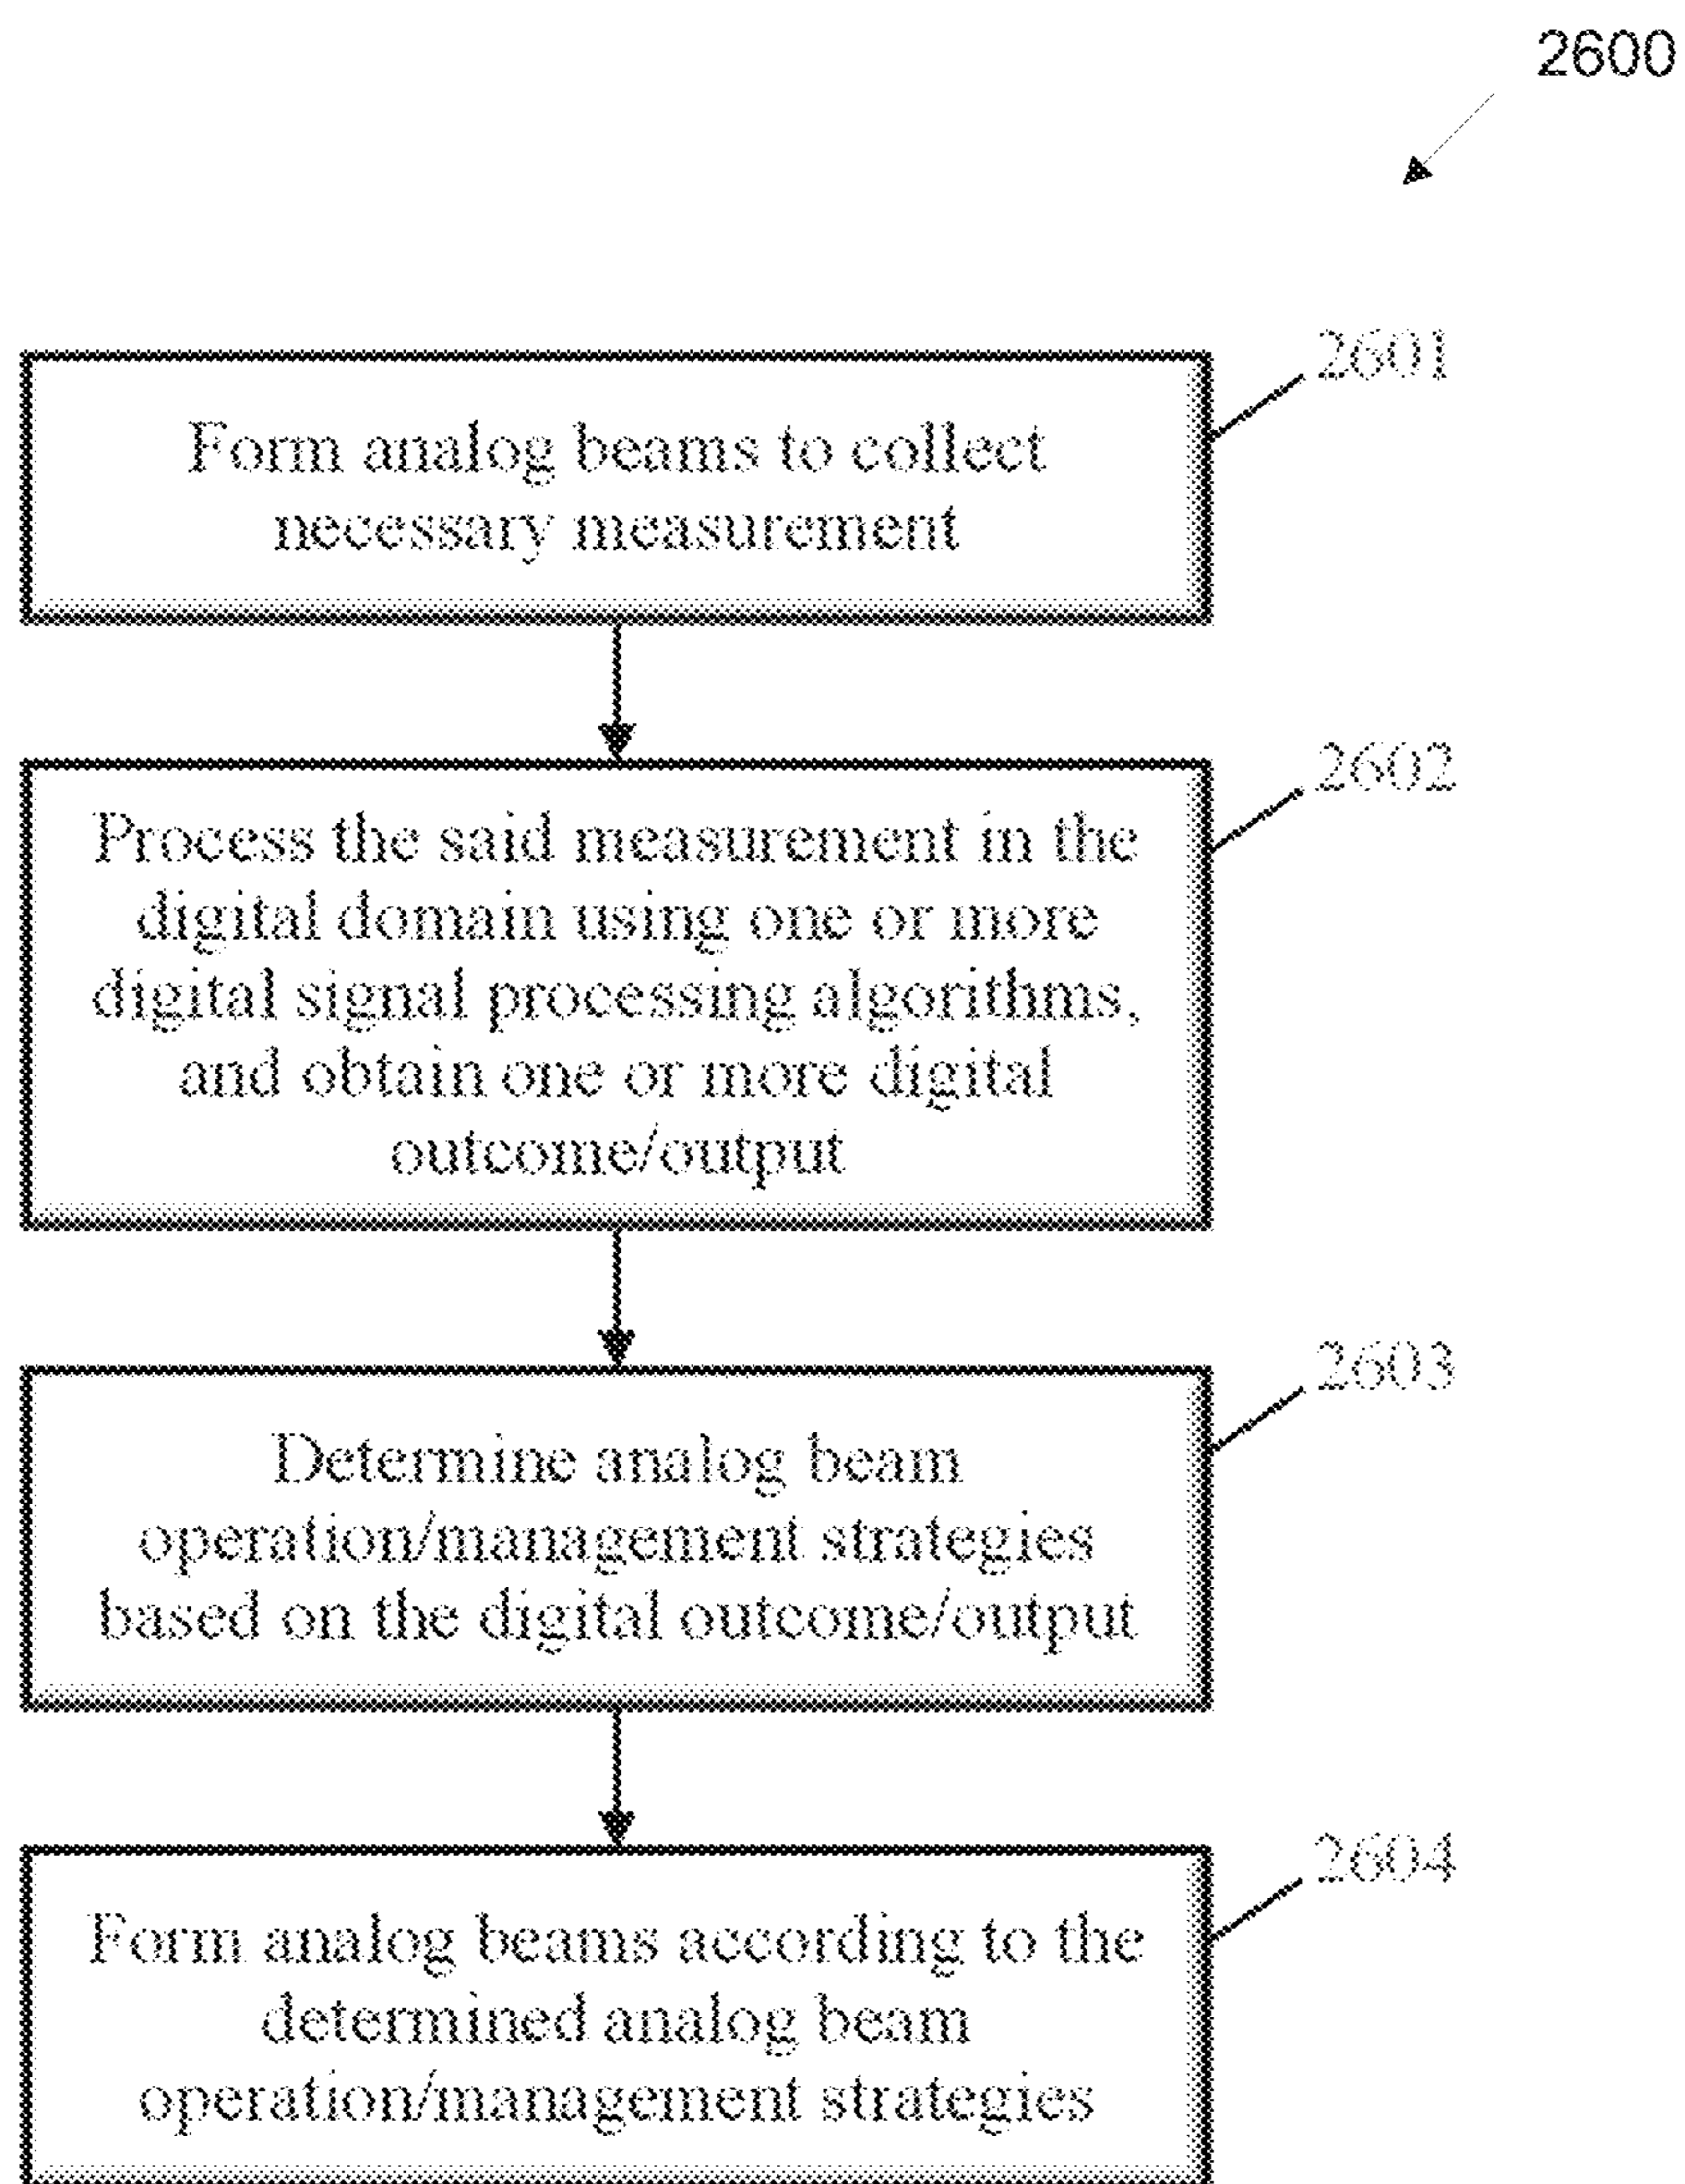 2600
2601
Form analog beams to collect
necessary measurement
2602
Process the said measurement in the
digital domain using one or more
digital signal processing algorithms,
and obtain one or more digital
outcome/output
2603
Determine analog beam
operation/management strategies
based on the digital outcome/output
2604
Form analog beams according to the
determined analog beam
operation/management strategies